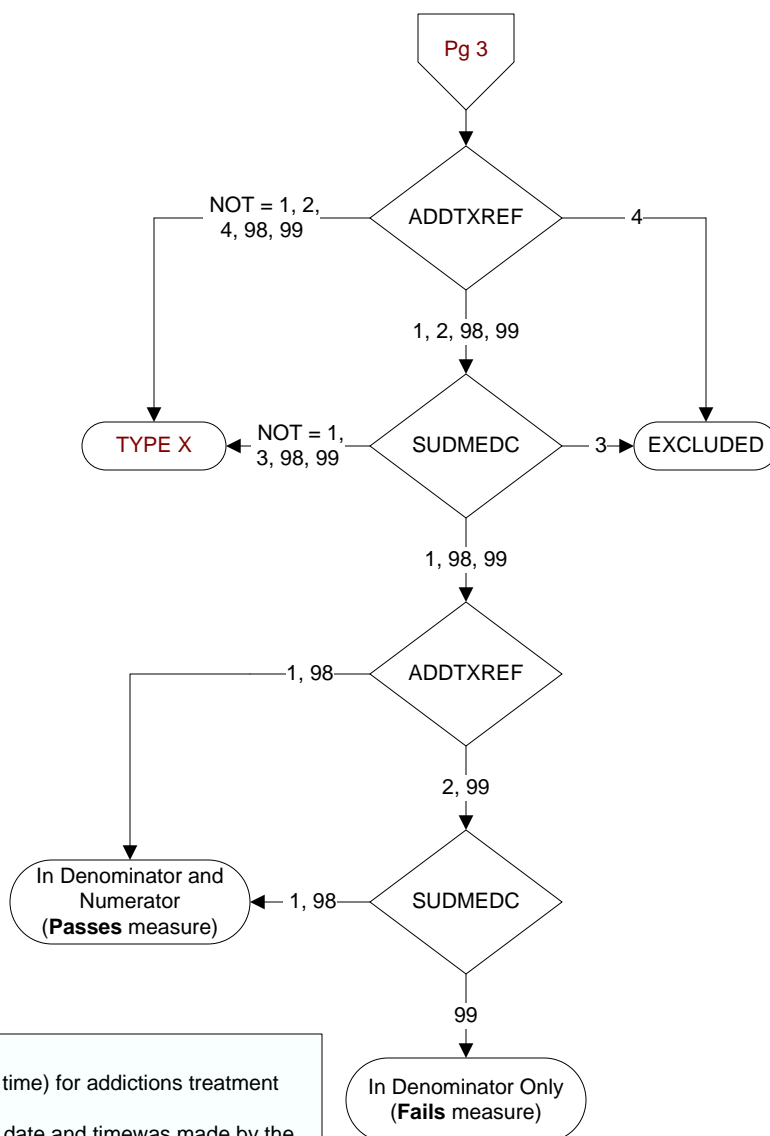 Pg 3
ADDTXREF
NOT = 1, 2,
4, 98, 99
4
1, 2, 98, 99
TYPE X
NOT = 1,
3, 98, 99
SUDMEDC
3
EXCLUDED
1, 98, 99
1, 98
ADDTXREF
2, 99
In Denominator and
Numerator
(Passes measure)
1, 98
SUDMEDC
99
In Denominator Only
(Fails measure)
time) for addictions treatment
date and timewas made by the